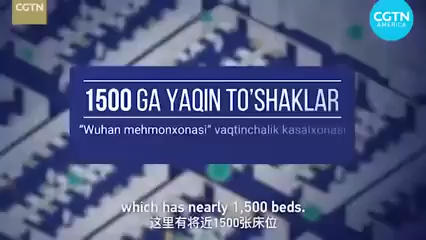 CGTN
CGTN
AMERICA
1500 GA YAQIN TO'SHAKLAR
"Wuhan mehmonxonasi" vaqtinchalik kasalxonasi
which has nearly 1,500 beds.
这里有将近1500张床位